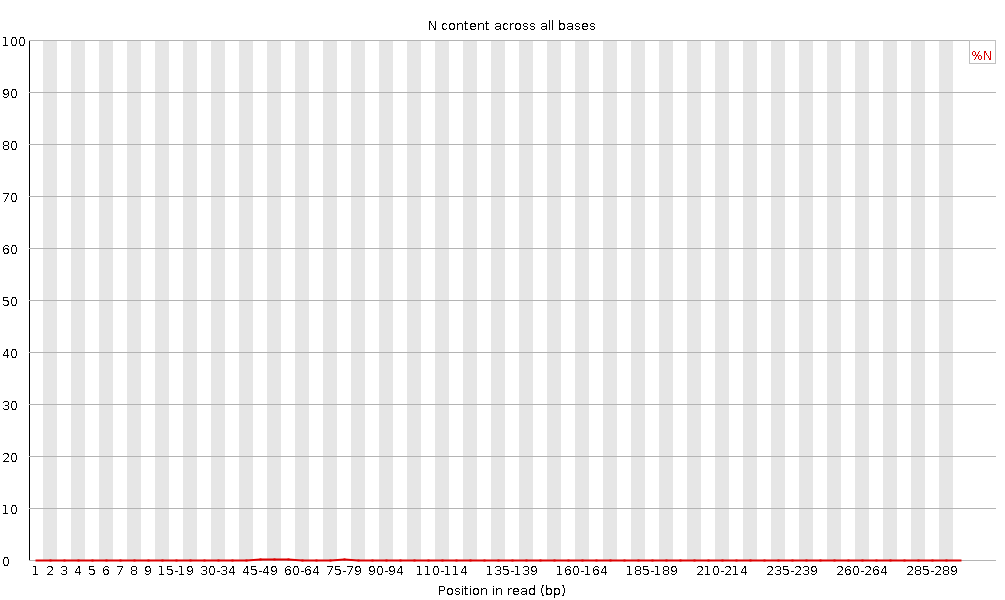 N content across all bases
%N
100
90
80
70
60
50
40
30
20
10
0
1 2 3 4 5 6 7 8 9 15-19 30-34 45-49 60-64 75-79 90-94 110-114 135-139 160-164 185-189 210-214 235-239 260-264 285-289
Position in read (bp)